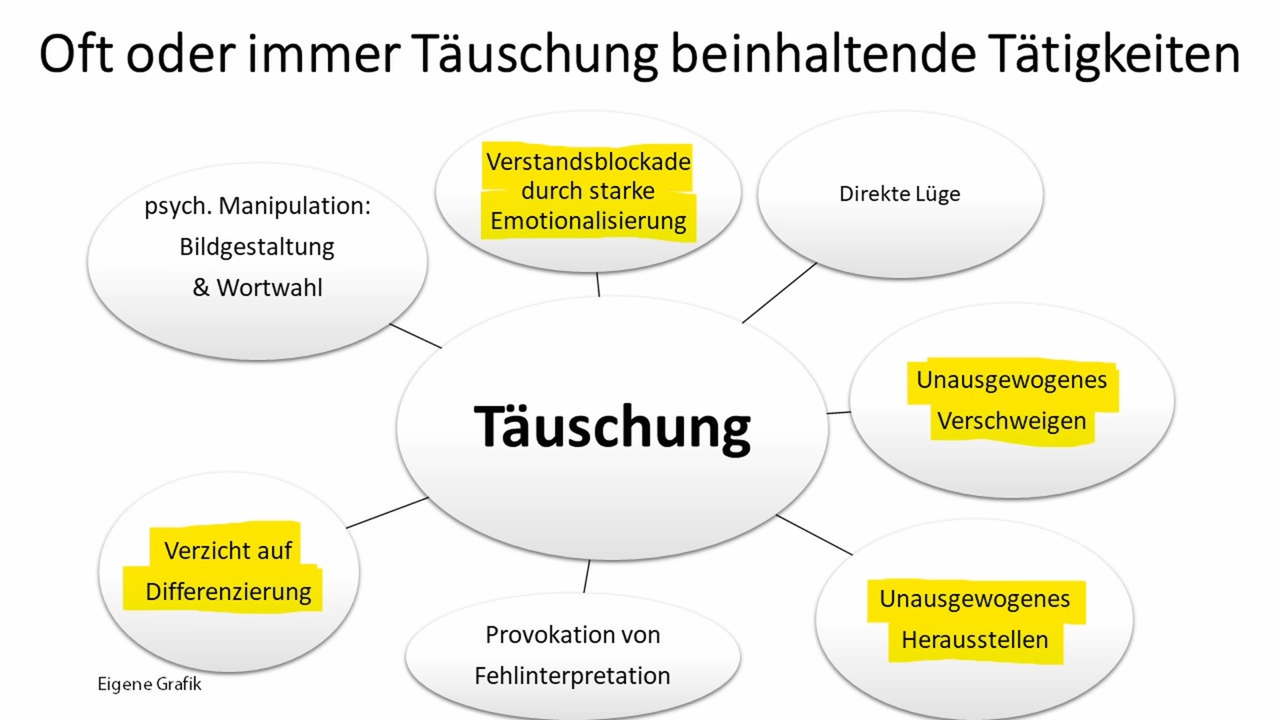 Oft oder immer Täuschung beinhaltende Tätigkeiten
psych. Manipulation:
Bildgestaltung
& Wortwahl
Verstandsblockade
durch starke
Emotionalisierung
Direkte Lüge
Unausgewogenes
Verschweigen
Täuschung
Verzicht auf
Differenzierung
Provokation von
Fehlinterpretation
Unausgewogenes
Herausstellen
Eigene Grafik